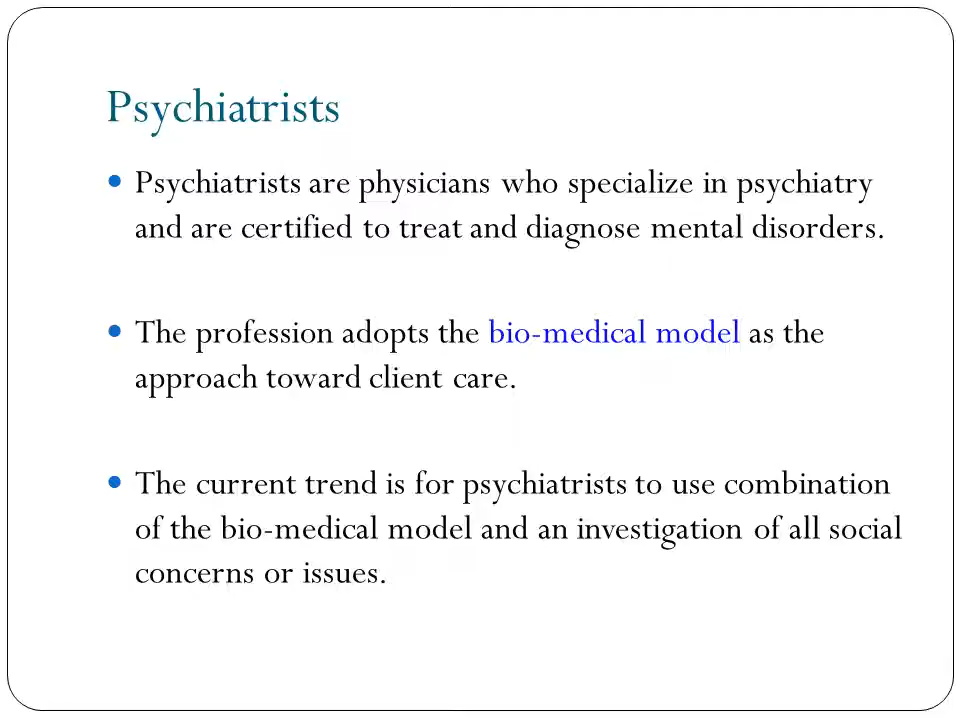 Psychiatrists
Psychiatrists are physicians who specialize in psychiatry
and are certified to treat and diagnose mental disorders.
The profession adopts the bio-medical model as the
approach toward client care.
The current trend is for psychiatrists to use combination
of the bio-medical model and an investigation of all social
concerns or issues.